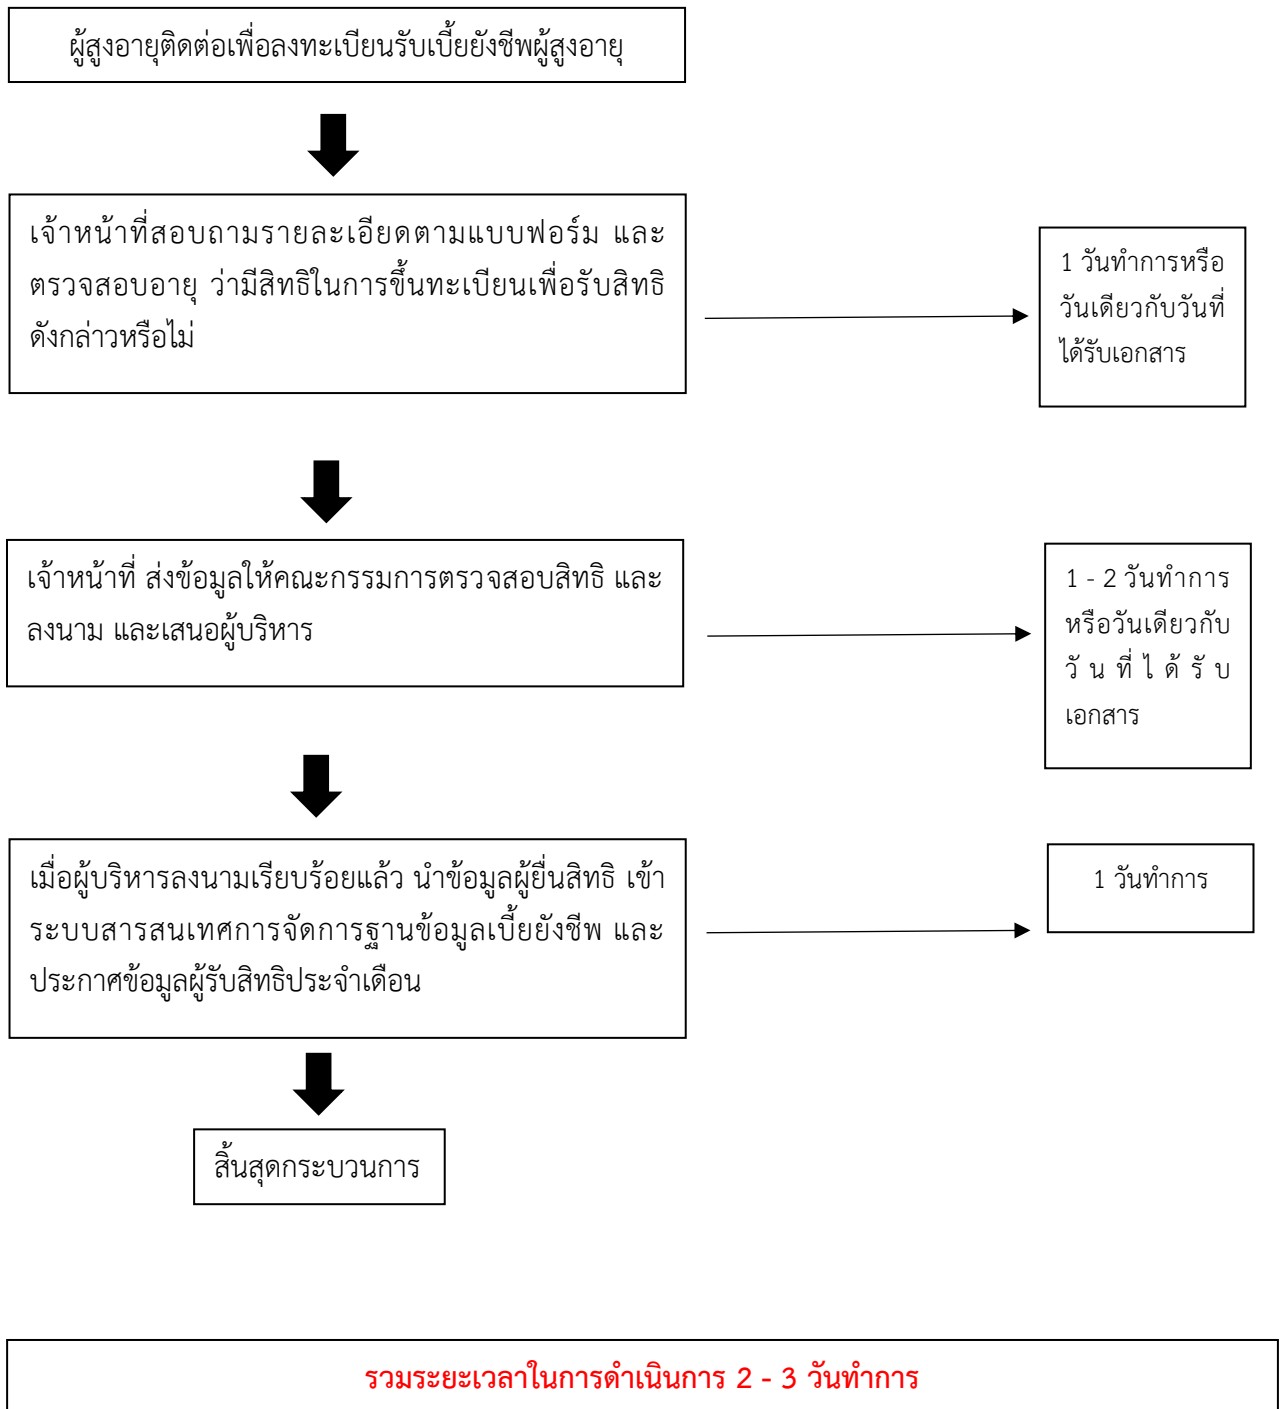 ผู้สูงอายุติดต่อเพื่อลงทะเบียนรับเบี้ยยังชีพผู้สูงอายุ
เจ้าหน้าที่สอบถามรายละเอียดตามแบบฟอร์ม และ
ตรวจสอบอายุ ว่ามีสิทธิในการขึ้นทะเบียนเพื่อรับสิทธิ
ดังกล่าวหรือไม่
1 วันทำการหรือ
วันเดียวกับวันที่
ได้รับเอกสาร
เจ้าหน้าที่ ส่งข้อมูลให้คณะกรรมการตรวจสอบสิทธิ และ
ลงนาม และเสนอผู้บริหาร
1 - 2 วันทำการ
หรือวันเดียวกับ
วันที่ได้รับ
เอกสาร
เมื่อผู้บริหารลงนามเรียบร้อยแล้ว นำข้อมูลผู้ยื่นสิทธิ เข้า
ระบบสารสนเทศการจัดการฐานข้อมูลเบี้ยยังชีพ และ
ประกาศข้อมูลผู้รับสิทธิประจำเดือน
1 วันทำการ
สิ้นสุดกระบวนการ
รวมระยะเวลาในการดำเนินการ 2 - 3 วันทำการ